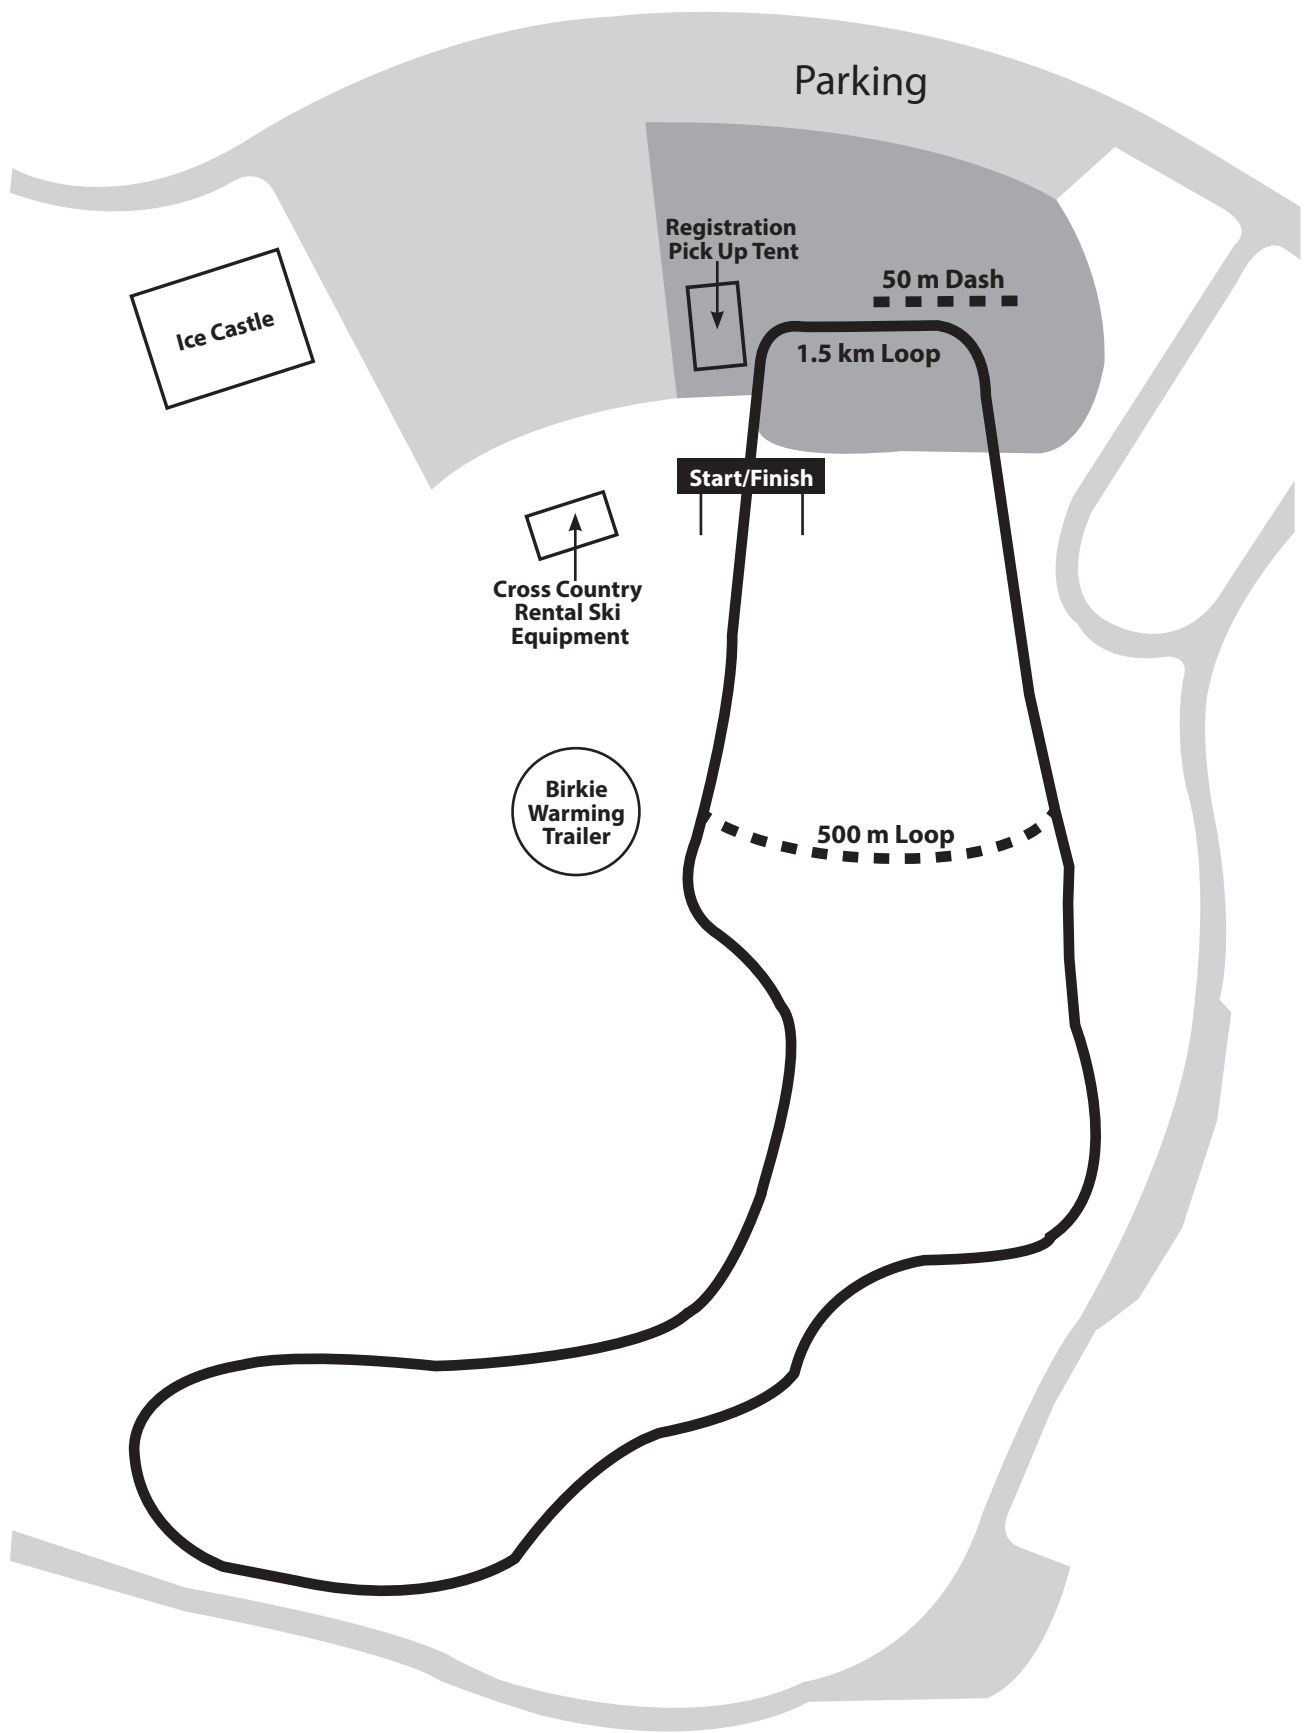 Parking
Registration
Pick Up Tent
50 m Dash
Ice Castle
1.5 km Loop
Start/Finish
Cross Country
Rental Ski
Equipment
Birkie
Warming
Trailer
500 m Loop